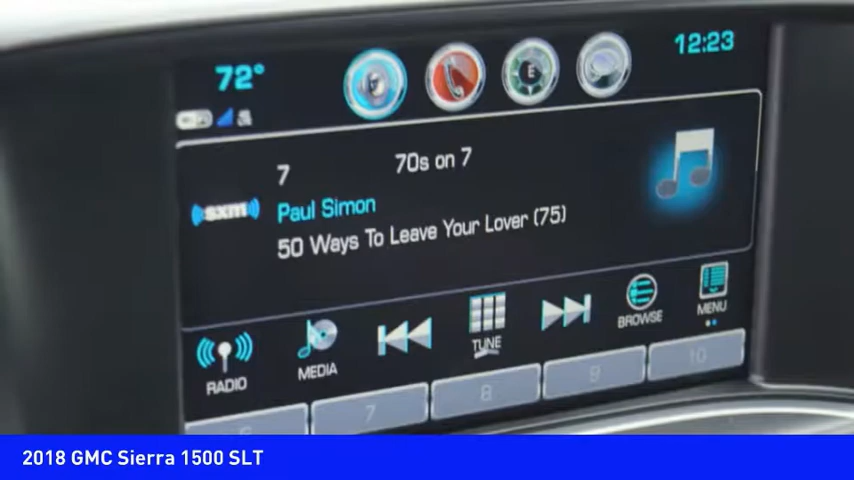 72°
12:23
E
7
70s on 7
sxm
Paul Simon
50 Ways To Leave Your Lover (75)
RADIO
MEDIA
TUNE
BROWSE
MENU
7
8
9
10
2018 GMC Sierra 1500 SLT